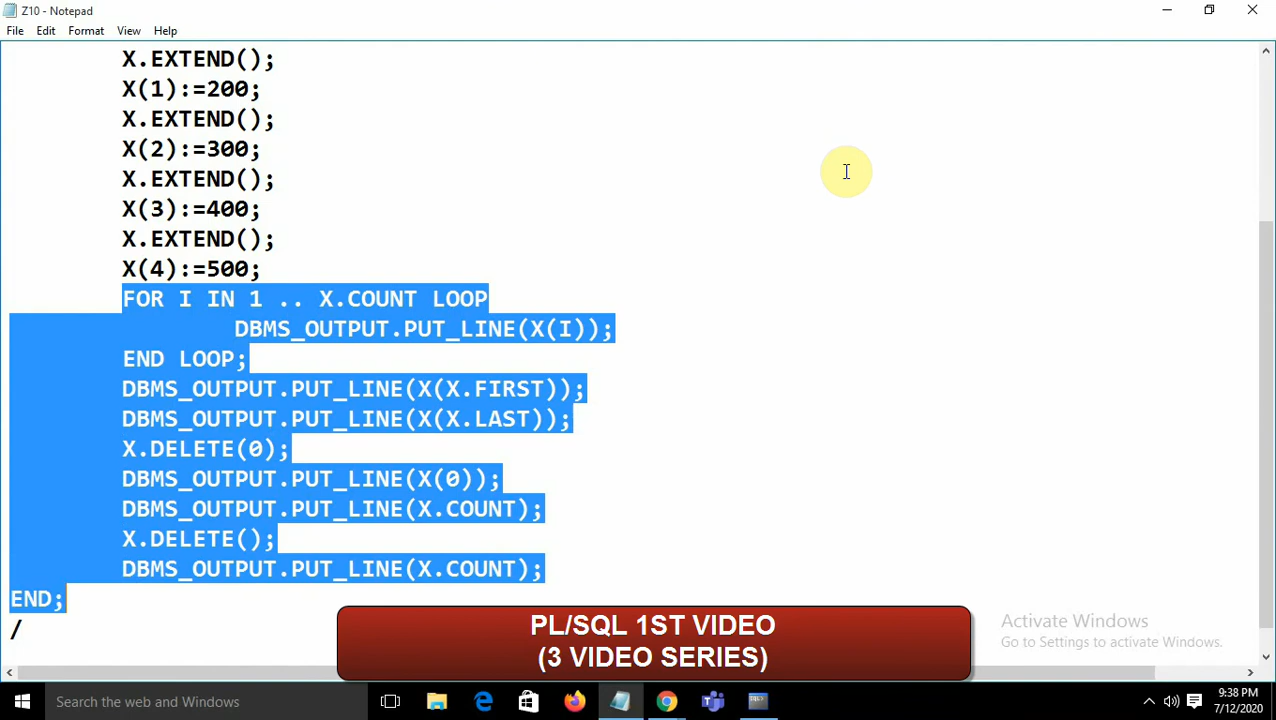 Z10 - Notepad
File Edit Format View Help
X.EXTEND();
X(1):=200;
X.EXTEND();
X(2):=300;
X.EXTEND();
X(3):=400;
X.EXTEND();
X(4):=500;
FOR I IN 1 .. X.COUNT LOOP
DBMS_OUTPUT.PUT_LINE(X(I));
END LOOP;
DBMS_OUTPUT.PUT_LINE(X(X.FIRST));
DBMS_OUTPUT.PUT_LINE(X(X.LAST));
X.DELETE(0);
DBMS_OUTPUT.PUT_LINE(X(0));
DBMS_OUTPUT.PUT_LINE(X.COUNT);
X.DELETE();
DBMS_OUTPUT.PUT_LINE(X.COUNT);
END;
/
PL/SQL 1ST VIDEO
(3 VIDEO SERIES)
Activate Windows
Go to Settings to activate Windows.
Search the web and Windows
9:38 PM
7/12/2020